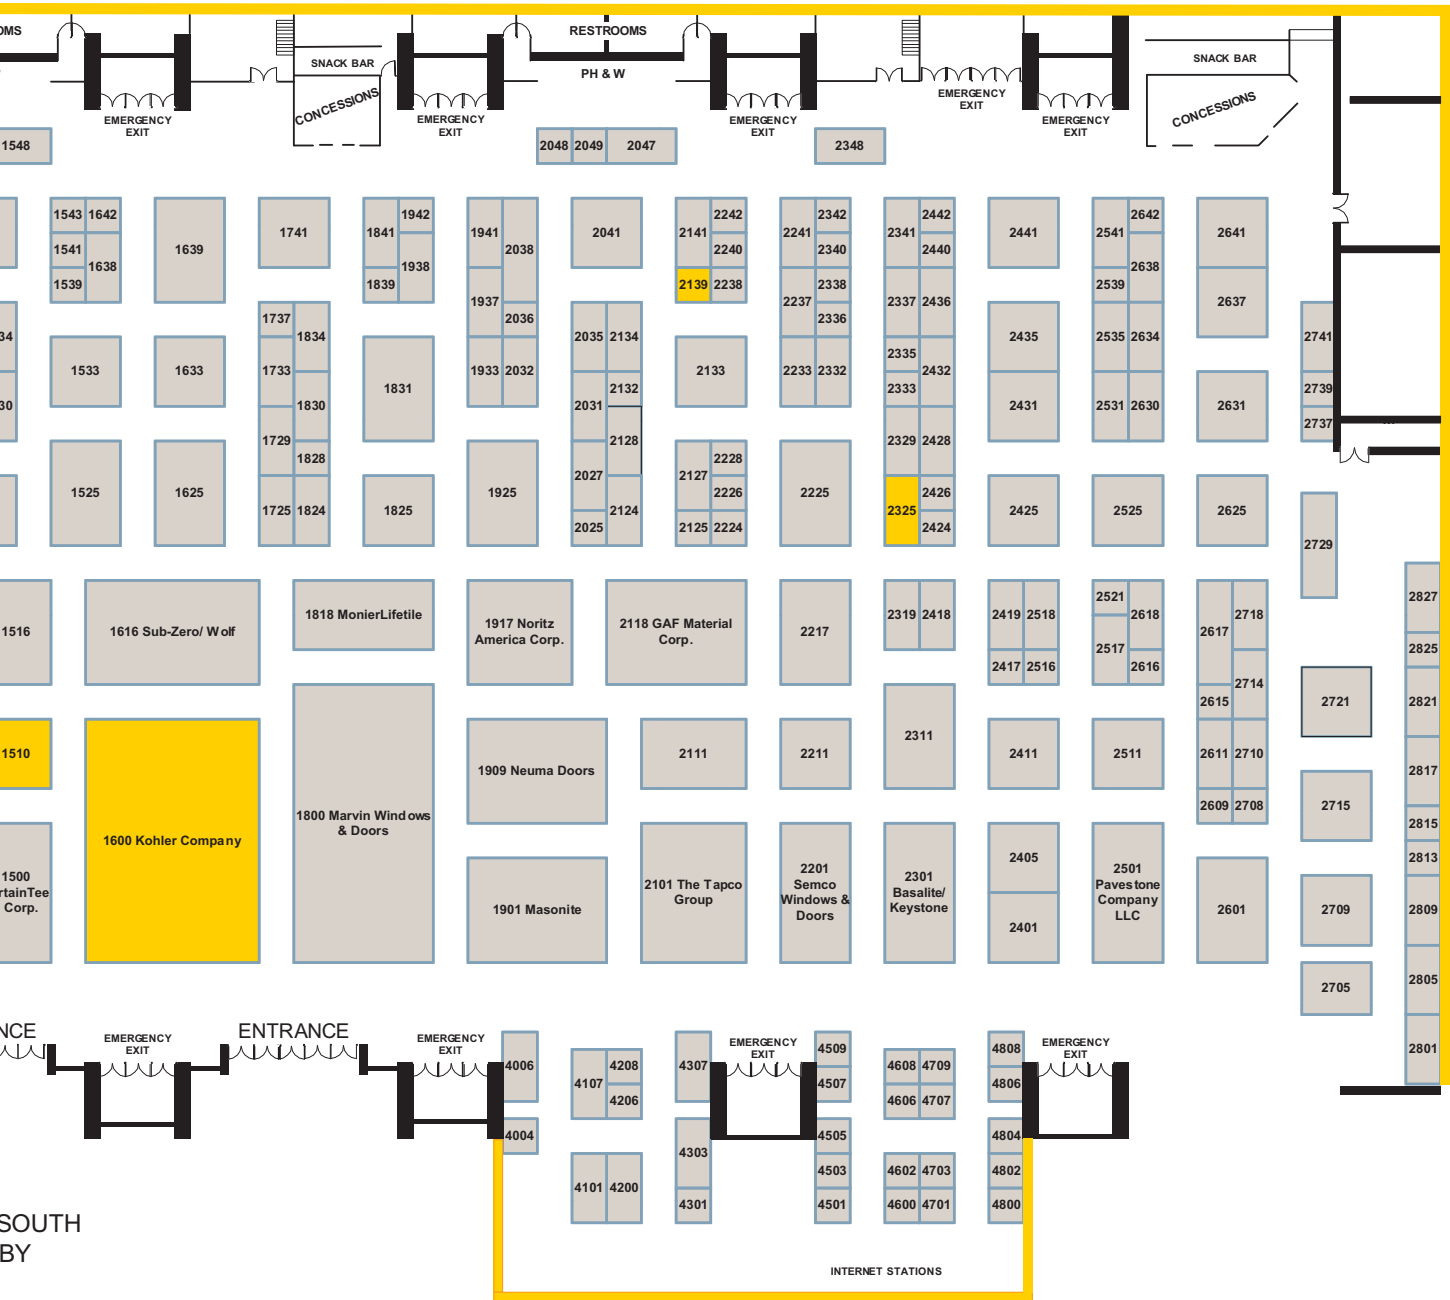 OMS
RESTROOMS
SNACK BAR
PH & W
SNACK BAR
CONCESSIONS
EMERGENCY
EXIT
EMERGENCY
EXIT
EMERGENCY
EXIT
EMERGENCY
EXIT
EMERGENCY
EXIT
CONCESSIONS
1548
2048 2049 2047
2348
1543 1642
1541
1638
1539
1639
1741
1841
1942
1938
1839
1941
2038
1937
2036
1933 2032
2041
2141
2242
2240
2139 2238
2241
2342
2340
2338
2237
2336
2233 2332
2341
2442
2440
2337 2436
2335
2432
2333
2329 2428
2325
2426
2424
2441
2541
2642
2638
2539
2535 2634
2531 2630
2641
2637
34
30
1533
1633
1737
1834
1733
1830
1729
1828
1725 1824
1831
2035 2134
2132
2031
2128
2027
2124
2025
2133
2435
2431
2631
2741
2739
2737
1525
1625
1825
1925
2127
2228
2226
2125 2224
2225
2425
2525
2625
2729
1516
1616 Sub-Zero/ Wolf
1818 MonierLifetile
1917 Noritz
America Corp.
2118 GAF Material
Corp.
2217
2319 2418
2419 2518
2417 2516
2521
2618
2517
2616
2617
2718
2714
2615
2611 2710
2609 2708
2827
2825
2821
2817
2815
2813
2809
2805
2801
1510
1600 Kohler Company
1800 Marvin Windows
& Doors
1909 Neuma Doors
2111
2211
2311
2411
2511
2721
2715
1500
rtainTee
Corp.
1901 Masonite
2101 The Tapco
Group
2201
Semco
Windows &
Doors
2301
Basalite/
Keystone
2405
2401
2501
Pavestone
Company
LLC
2601
2709
2705
NCE
EMERGENCY
EXIT
ENTRANCE
EMERGENCY
EXIT
EMERGENCY
EXIT
EMERGENCY
EXIT
4006
4004
4107
4208
4206
4101 4200
4307
4303
4301
4509
4507
4505
4503
4501
4608 4709
4606 4707
4602 4703
4600 4701
4808
4806
4804
4802
4800
SOUTH
BY
INTERNET STATIONS